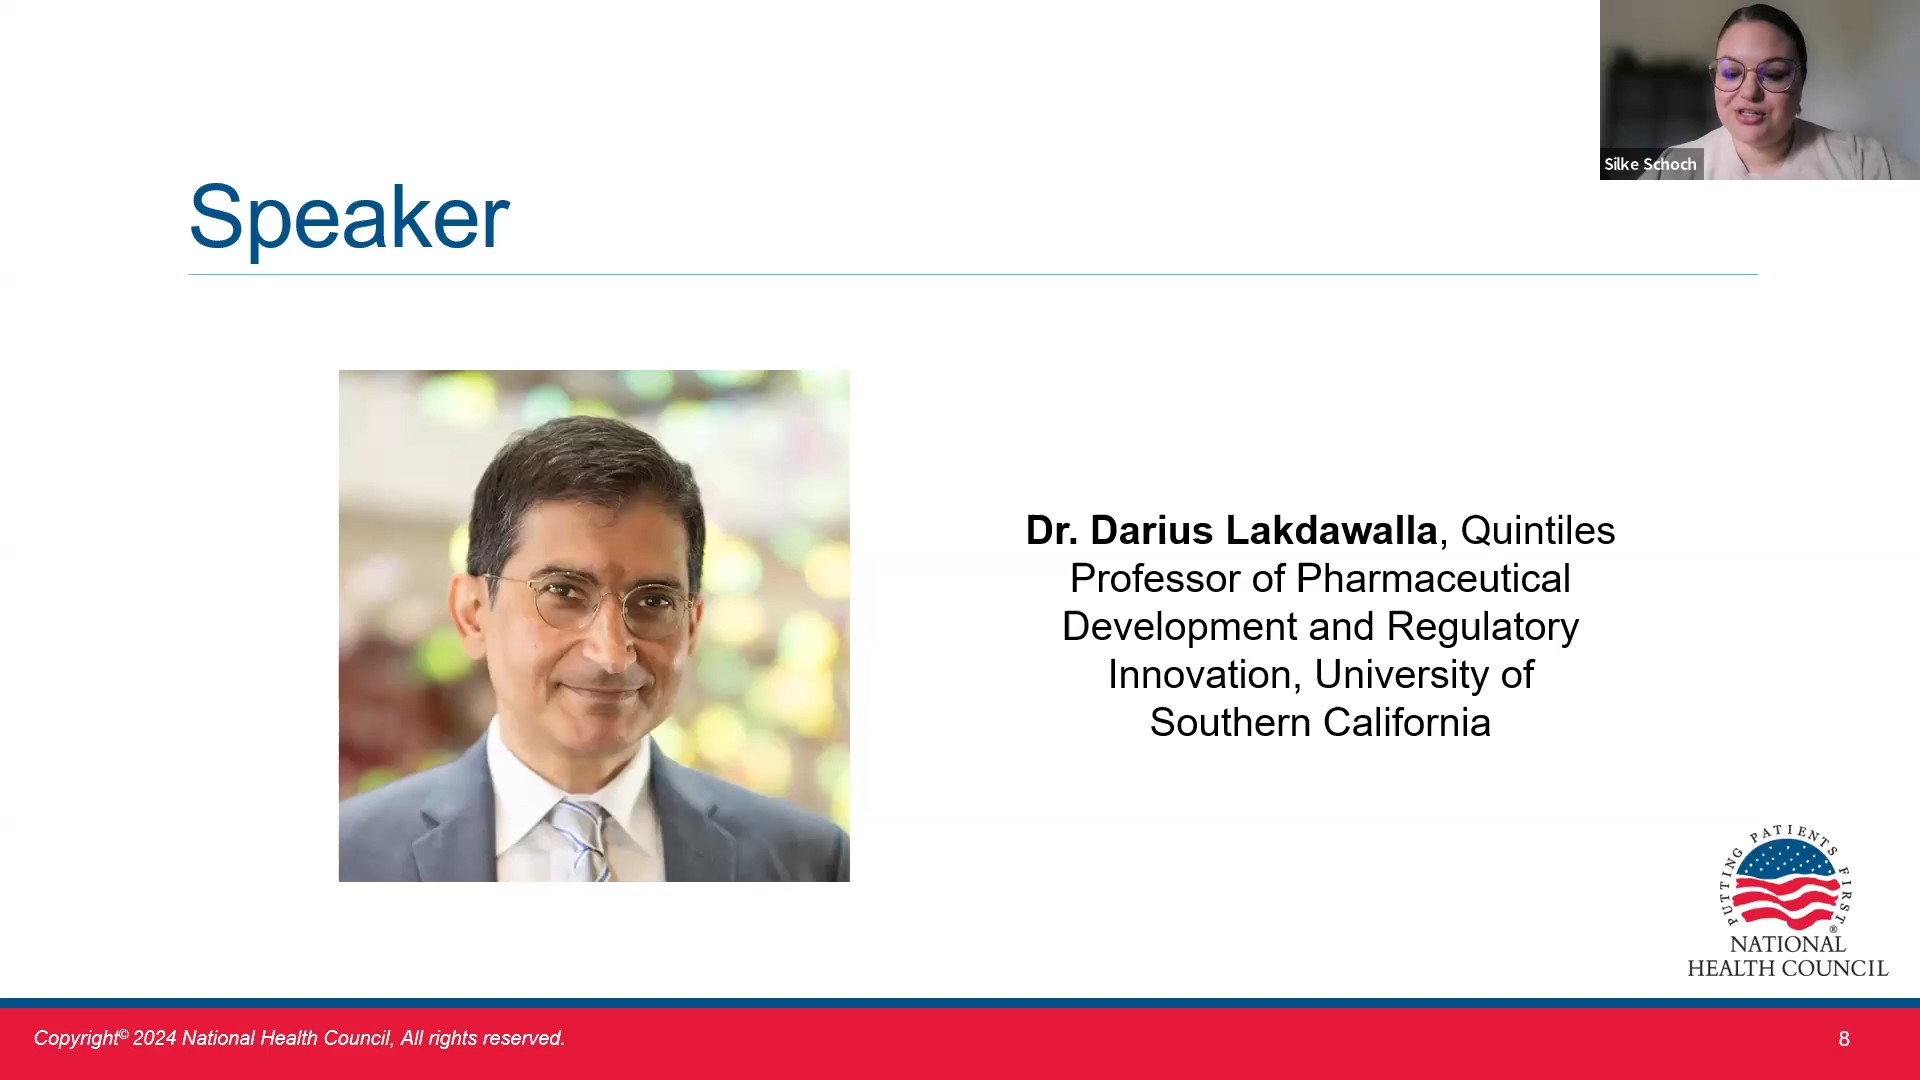 Silke Schoch
Speaker
Dr. Darius Lakdawalla, Quintiles
Professor of Pharmaceutical
Development and Regulatory
Innovation, University of
Southern California
PUTTING PATIENTS FIRST®
NATIONAL
HEALTH COUNCIL
Copyright© 2024 National Health Council, All rights reserved.
8